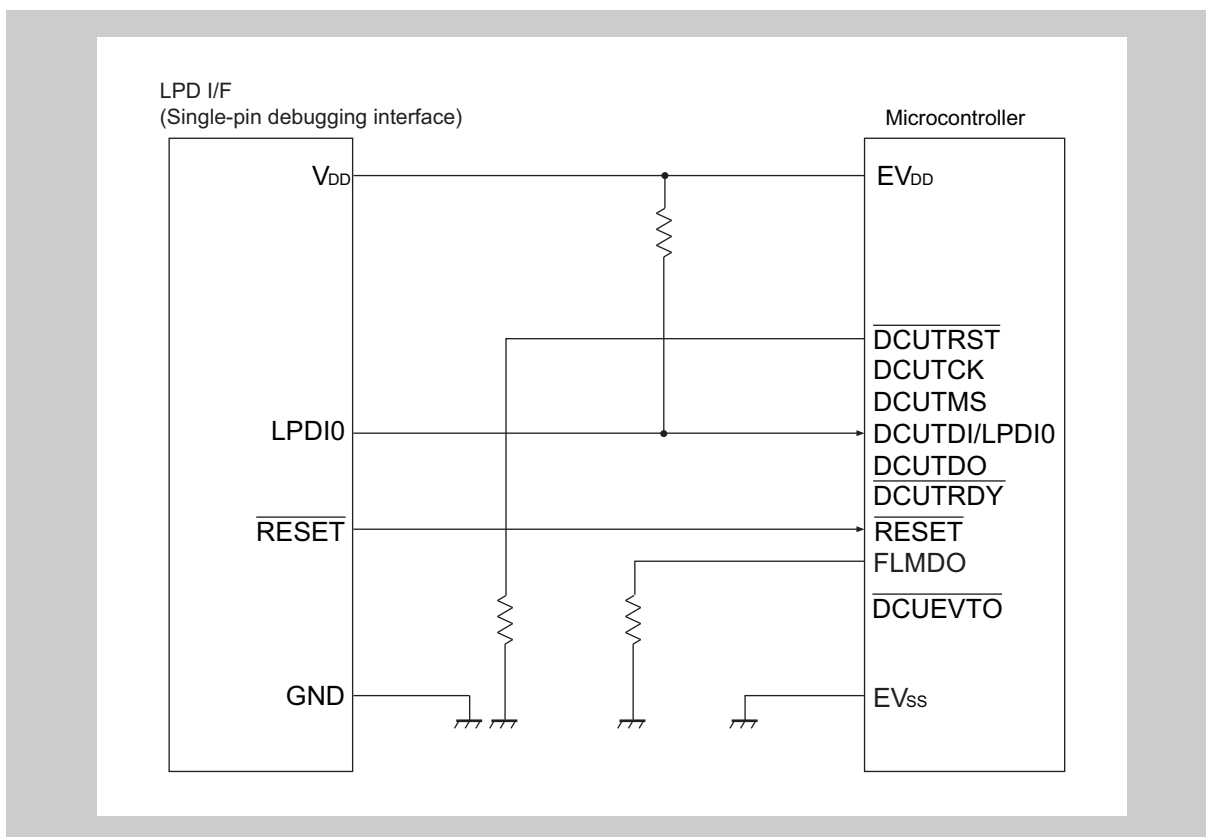 LPD I/F
(Single-pin debugging interface)
Microcontroller
VDD
EVDD
DCUTRST
DCUTCK
DCUTMS
LPDI0
DCUTDI/LPDI0
DCUTDO
DCUTRDY
RESET
RESET
FLMDO
DCUEVTO
GND
EVSS